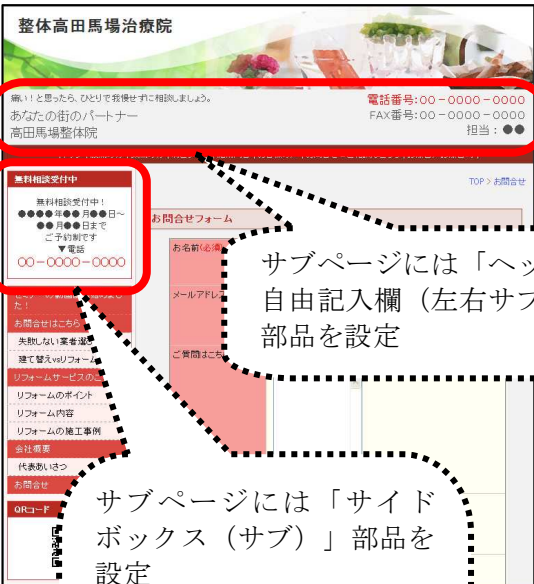 整体高田馬場治療院
痛い！と思ったら、ひとりで我慢せずに相談しましょう。
あなたの街のパートナー
高田馬場整体院
電話番号:00－0000－0000
FAX番号:00－0000－0000
担当：●●
無料相談受付中
TOP > お問合せ
無料相談受付中！
●●●●年●●月●●日～
●●月●●日まで
ご予約制です
▼電話
00－0000－0000
お問合せフォーム
お名前(必須)
メールアドレ
ご質問はこち
サブページには「ヘッ
自由記入欄（左右サブ
部品を設定
た！
お問合せはこちら
失敗しない業者選
建て替えvsリフォーム
リフォームサービスのご
リフォームのポイント
リフォーム内容
リフォームの施工事例
会社概要
代表あいさつ
お問合せ
QRコード
サブページには「サイド
ボックス（サブ）」部品を
設定